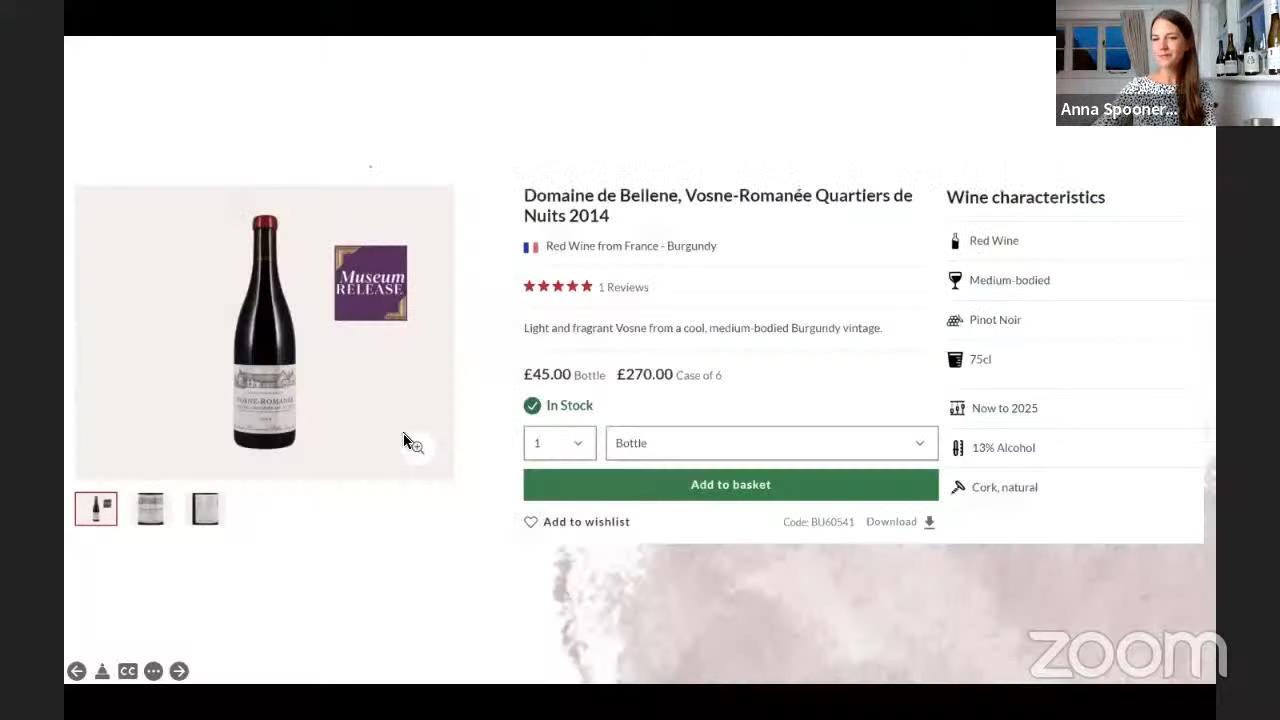 Anna Spooner...
Domaine de Bellene, Vosne-Romanée Quartiers de
Nuits 2014
Red Wine from France - Burgundy
1 Reviews
Light and fragrant Vosne from a cool, medium-bodied Burgundy vintage.
£45.00 Bottle £270.00 Case of 6
In Stock
1
Bottle
Add to basket
Add to wishlist
Code: BU60541
Download
Wine characteristics
Red Wine
Medium-bodied
Pinot Noir
75cl
Now to 2025
13% Alcohol
Cork, natural
Museum
RELEASE
VOSNE-ROMANÉE
CC
zoom